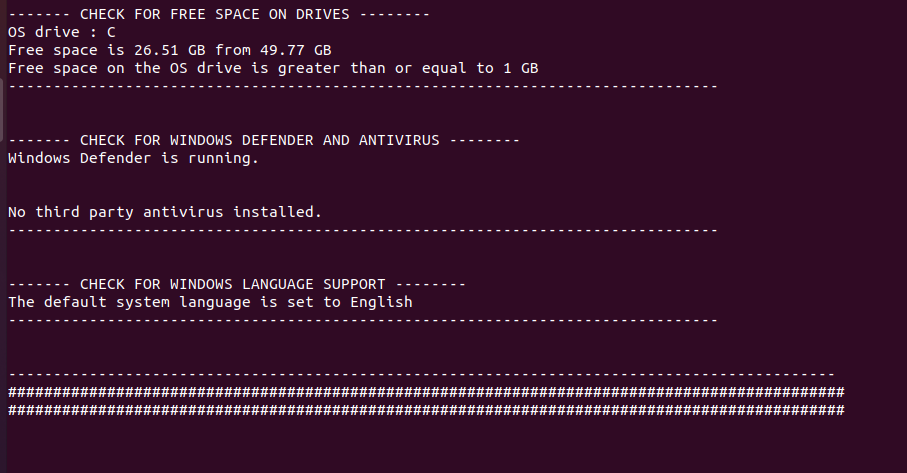 ------- CHECK FOR FREE SPACE ON DRIVES --------
OS drive : C
Free space is 26.51 GB from 49.77 GB
Free space on the OS drive is greater than or equal to 1 GB
-------------------------------------------------------------------------------
------- CHECK FOR WINDOWS DEFENDER AND ANTIVIRUS --------
Windows Defender is running.
No third party antivirus installed.
-------------------------------------------------------------------------------
------- CHECK FOR WINDOWS LANGUAGE SUPPORT --------
The default system language is set to English
-------------------------------------------------------------------------------
--------------------------------------------------------------------------------------------
#############################################################################################
#############################################################################################